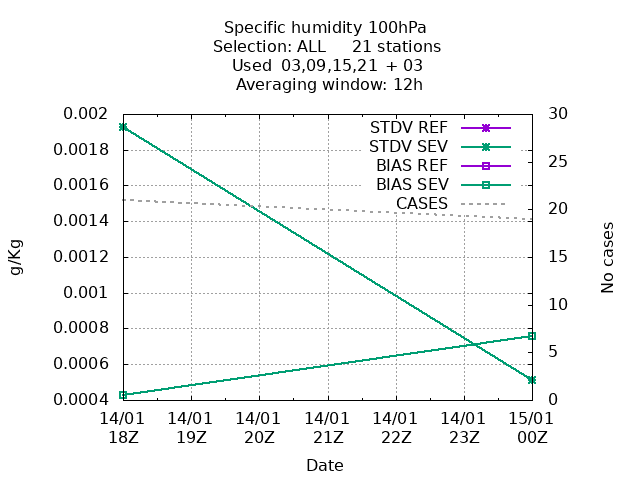 Specific humidity 100hPa
Selection: ALL     21 stations
Used  03,09,15,21 + 03
Averaging window: 12h
STDV REF
STDV SEV
BIAS REF
BIAS SEV
CASES
0.002
0.0018
0.0016
0.0014
0.0012
0.001
0.0008
0.0006
0.0004
g/Kg
30
25
20
15
10
5
0
No cases
14/01 14/01 14/01 14/01 14/01 14/01 15/01
18Z 19Z 20Z 21Z 22Z 23Z 00Z
Date